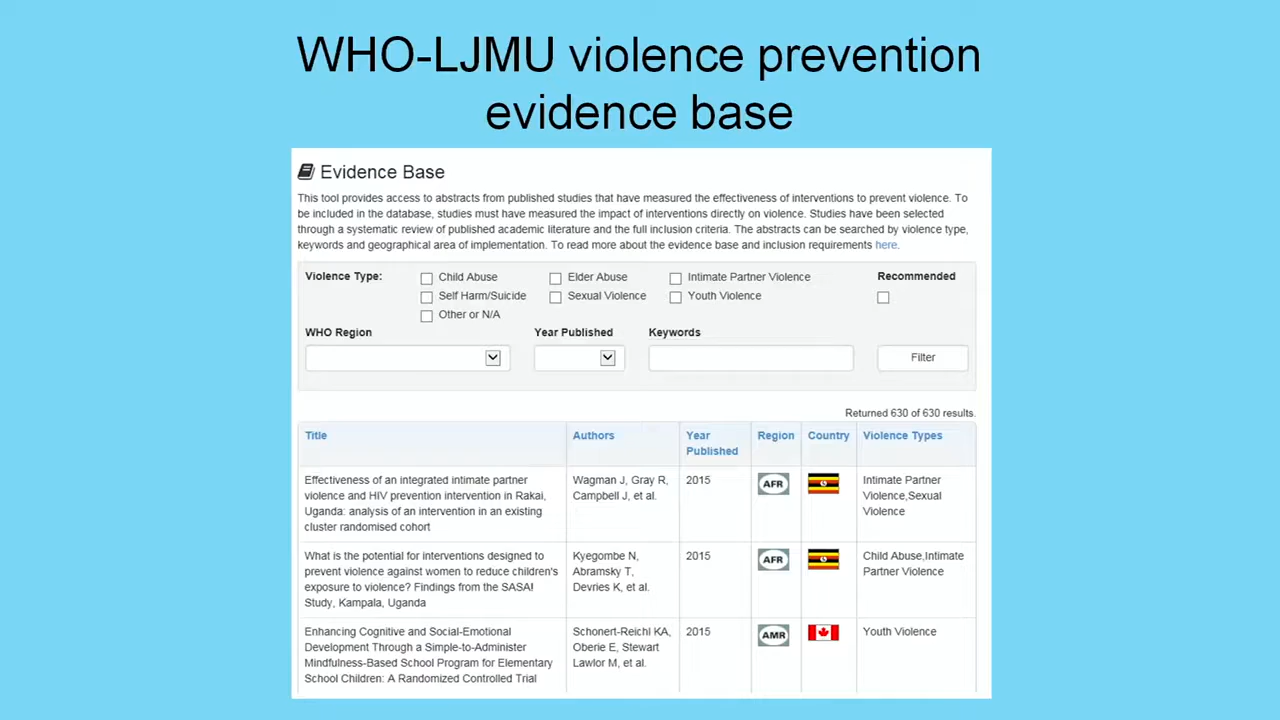 WHO-LJMU violence prevention
evidence base
Evidence Base
This tool provides access to abstracts from published studies that have measured the effectiveness of interventions to prevent violence. To
be included in the database, studies must have measured the impact of interventions directly on violence. Studies have been selected
through a systematic review of published academic literature and the full inclusion criteria. The abstracts can be searched by violence type,
keywords and geographical area of implementation. To read more about the evidence base and inclusion requirements here.
Violence Type: Child Abuse Elder Abuse Intimate Partner Violence Recommended
Self Harm/Suicide Sexual Violence Youth Violence
Other or N/A
WHO Region Year Published Keywords
Filter
Returned 630 of 630 results.
Title Authors Year Published Region Country Violence Types
Effectiveness of an integrated intimate partner
violence and HIV prevention intervention in Rakai,
Uganda: analysis of an intervention in an existing
cluster randomised cohort
Wagman J, Gray R,
Campbell J, et al.
2015
AFR
Intimate Partner
Violence,Sexual
Violence
What is the potential for interventions designed to
prevent violence against women to reduce children's
exposure to violence? Findings from the SASA!
Study, Kampala, Uganda
Kyegombe N,
Abramsky T,
Devries K, et al.
2015
AFR
Child Abuse,Intimate
Partner Violence
Enhancing Cognitive and Social-Emotional
Development Through a Simple-to-Administer
Mindfulness-Based School Program for Elementary
School Children: A Randomized Controlled Trial
Schonert-Reichl KA,
Oberie E, Stewart
Lawlor M, et al.
2015
AMR
Youth Violence